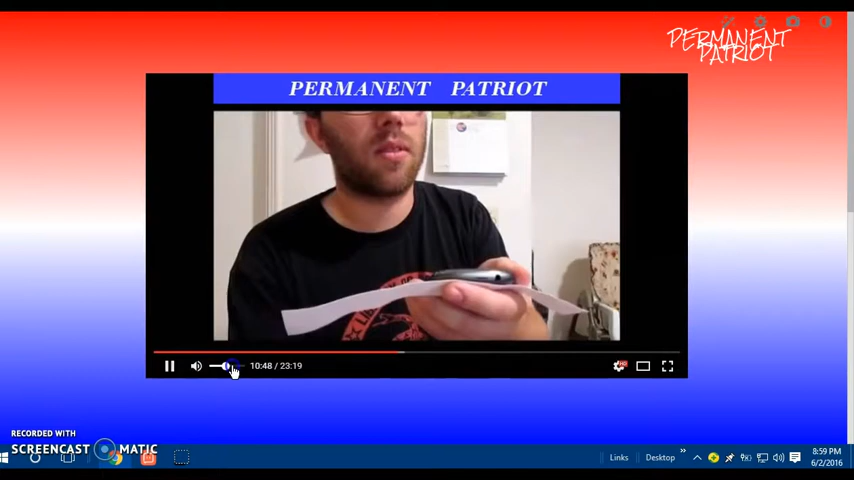 PERMANENT
PATRIOT
PERMANENT PATRIOT
10:48 / 23:19
HD
RECORDED WITH
SCREENCAST MATIC
Links
Desktop
8:59 PM
6/2/2016